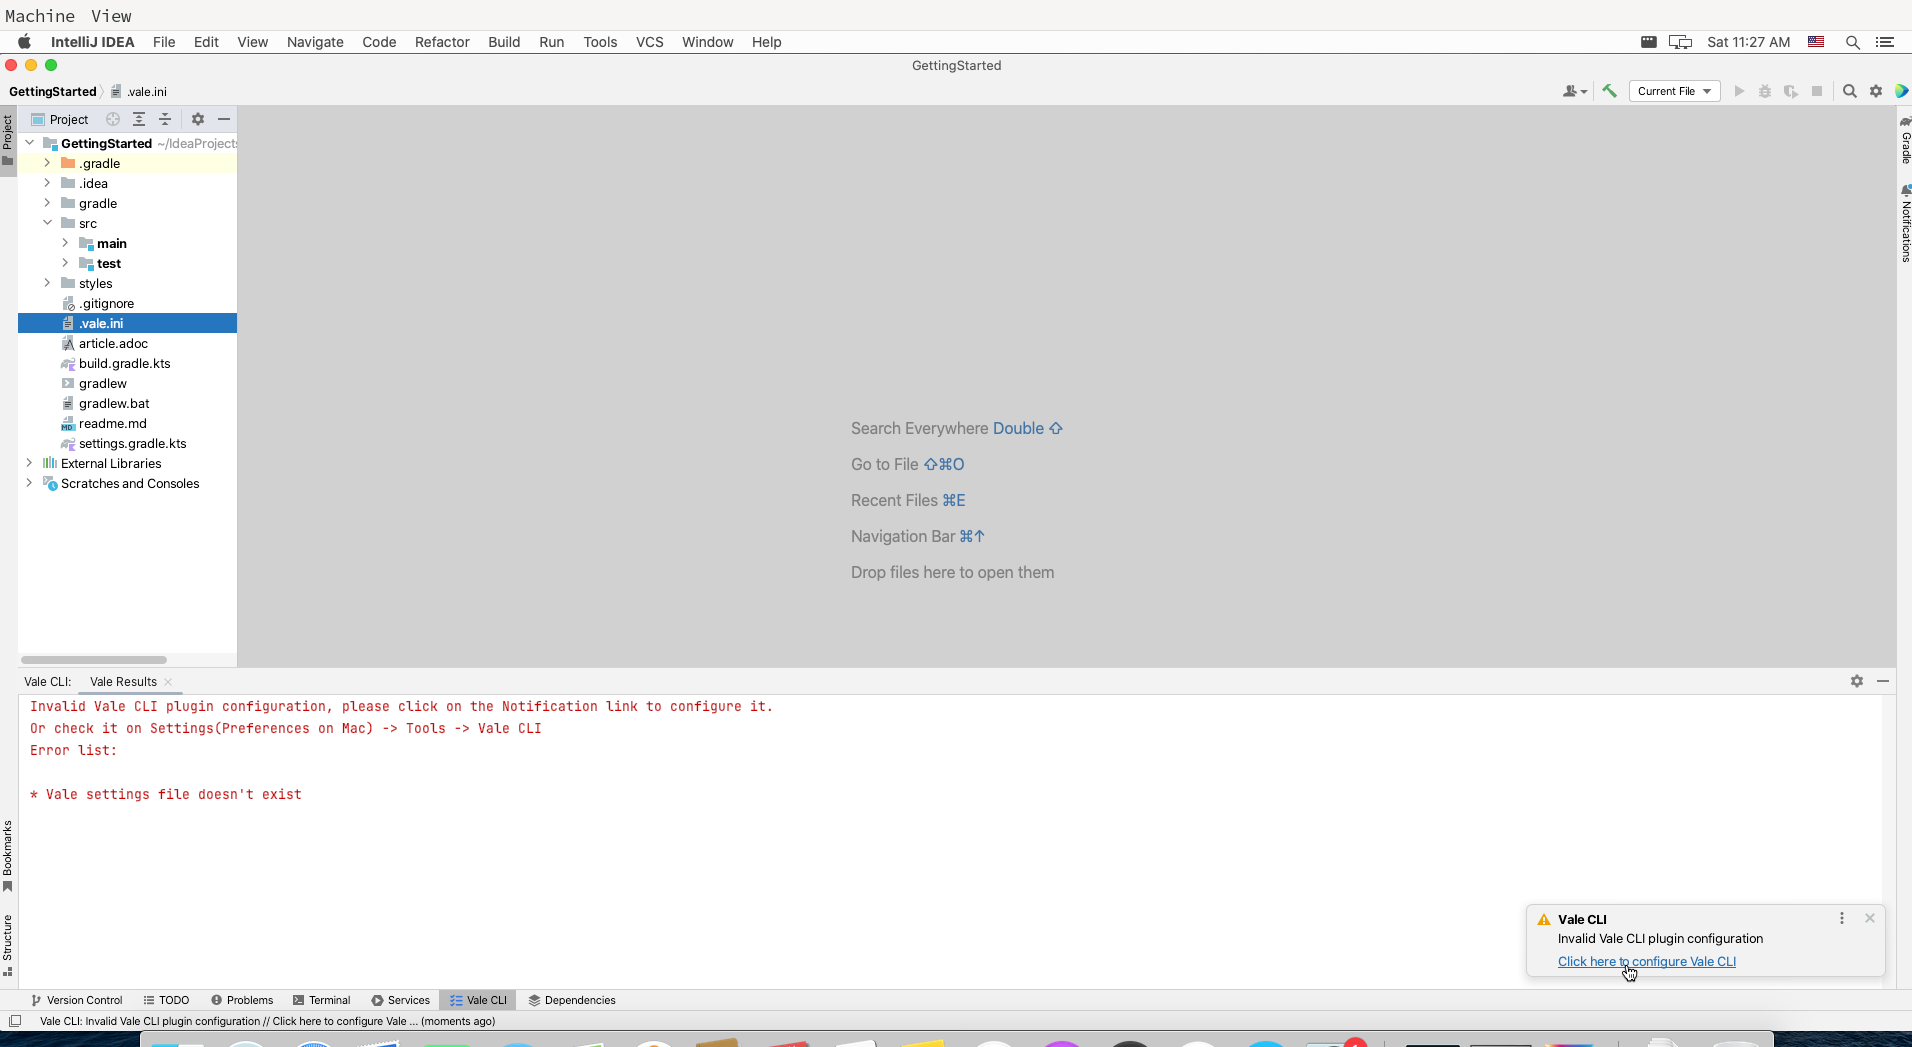 Machine View
IntelliJ IDEA File Edit View Navigate Code Refactor Build Run Tools VCS Window Help Sat 11:27 AM
GettingStarted
GettingStarted .vale.ini Current File
Project
Project
GettingStarted ~/IdeaProjects
.gradle
.idea
gradle
src
main
test
styles
.gitignore
.vale.ini
article.adoc
build.gradle.kts
gradlew
gradlew.bat
MD readme.md
settings.gradle.kts
External Libraries
Scratches and Consoles
Search Everywhere Double ⇧
Go to File ⇧⌘O
Recent Files ⌘E
Navigation Bar ⌘↑
Drop files here to open them
Gradle
Notifications
Vale CLI: Vale Results
Invalid Vale CLI plugin configuration, please click on the Notification link to configure it.
Or check it on Settings(Preferences on Mac) -> Tools -> Vale CLI
Error list:
* Vale settings file doesn't exist
Bookmarks
Structure
Vale CLI
Invalid Vale CLI plugin configuration
Click here to configure Vale CLI
Version Control TODO Problems Terminal Services Vale CLI Dependencies
Vale CLI: Invalid Vale CLI plugin configuration // Click here to configure Vale ... (moments ago)